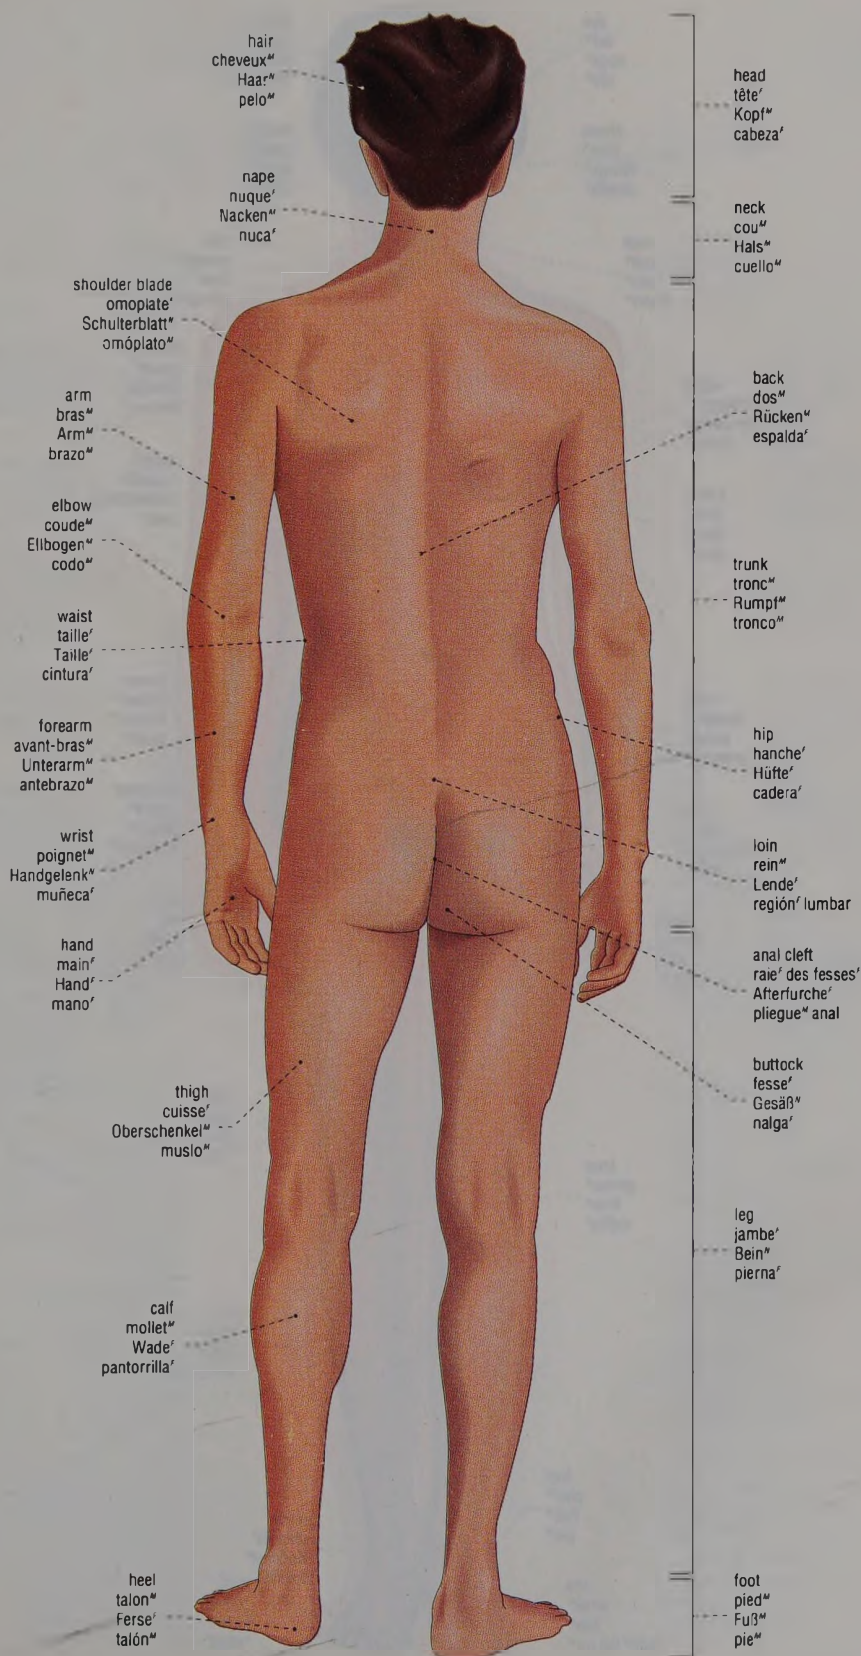 hair
cheveux ᴹ
Haar ᴺ
pelo ᴹ
nape
nuque ꟳ
Nacken ᴹ
nuca ꟳ
shoulder blade
omoplate ꟳ
Schulterblatt ᴺ
omóplato ᴹ
arm
bras ᴹ
Arm ᴹ
brazo ᴹ
elbow
coude ᴹ
Ellbogen ᴹ
codo ᴹ
waist
taille ꟳ
Taille ꟳ
cintura ꟳ
forearm
avant-bras ᴹ
Unterarm ᴹ
antebrazo ᴹ
wrist
poignet ᴹ
Handgelenk ᴺ
muñeca ꟳ
hand
main ꟳ
Hand ꟳ
mano ꟳ
thigh
cuisse ꟳ
Oberschenkel ᴹ
muslo ᴹ
calf
mollet ᴹ
Wade ꟳ
pantorrilla ꟳ
heel
talon ᴹ
Ferse ꟳ
talón ᴹ
head
tête ꟳ
Kopf ᴹ
cabeza ꟳ
neck
cou ᴹ
Hals ᴹ
cuello ᴹ
back
dos ᴹ
Rücken ᴹ
espalda ꟳ
trunk
tronc ᴹ
Rumpf ᴹ
tronco ᴹ
hip
hanche ꟳ
Hüfte ꟳ
cadera ꟳ
loin
rein ᴹ
Lende ꟳ
región ꟳ lumbar
anal cleft
raie ꟳ des fesses ꟳ
Afterfurche ꟳ
pliegue ᴹ anal
buttock
fesse ꟳ
Gesäß ᴺ
nalga ꟳ
leg
jambe ꟳ
Bein ᴺ
pierna ꟳ
foot
pied ᴹ
Fuß ᴹ
pie ᴹ